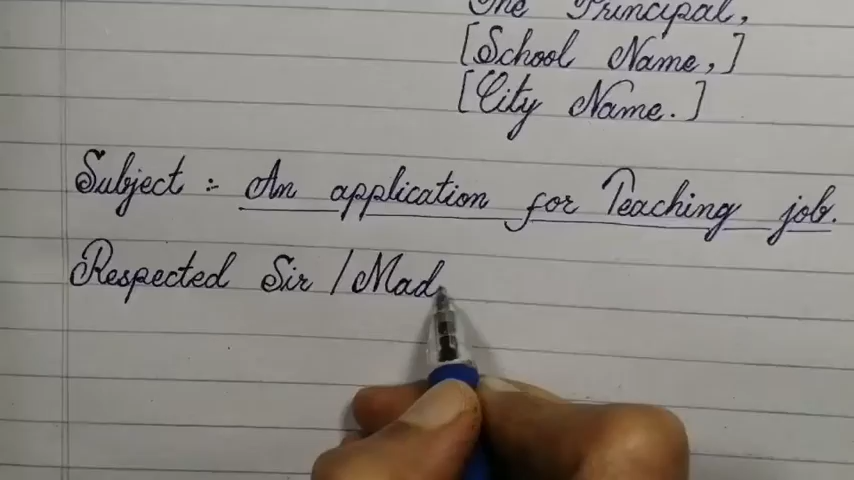 The Principal,
[School Name,]
[City Name.]
Subject :- An application for Teaching job.
Respected Sir / Mad